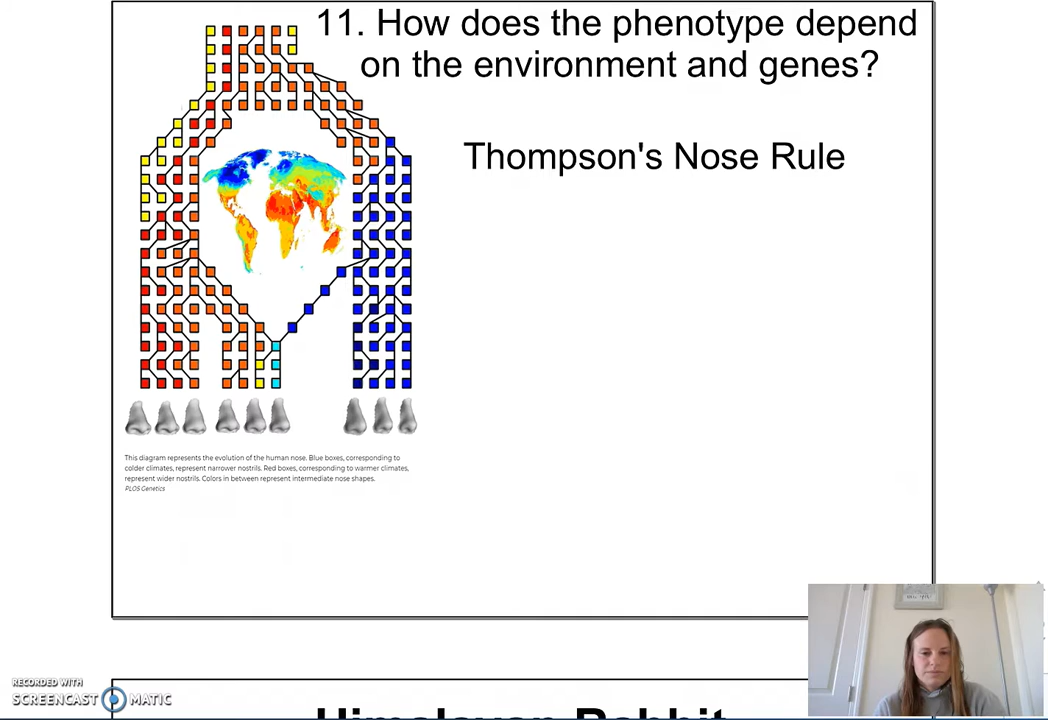 11. How does the phenotype depend
on the environment and genes?
Thompson's Nose Rule
This diagram represents the evolution of the human nose. Blue boxes, corresponding to
colder climates, represent narrower nostrils. Red boxes, corresponding to warmer climates,
represent wider nostrils. Colors in between represent intermediate nose shapes.
PLOS Genetics
RECORDED WITH
SCREENCAST MATIC
Himalayan Rabbit